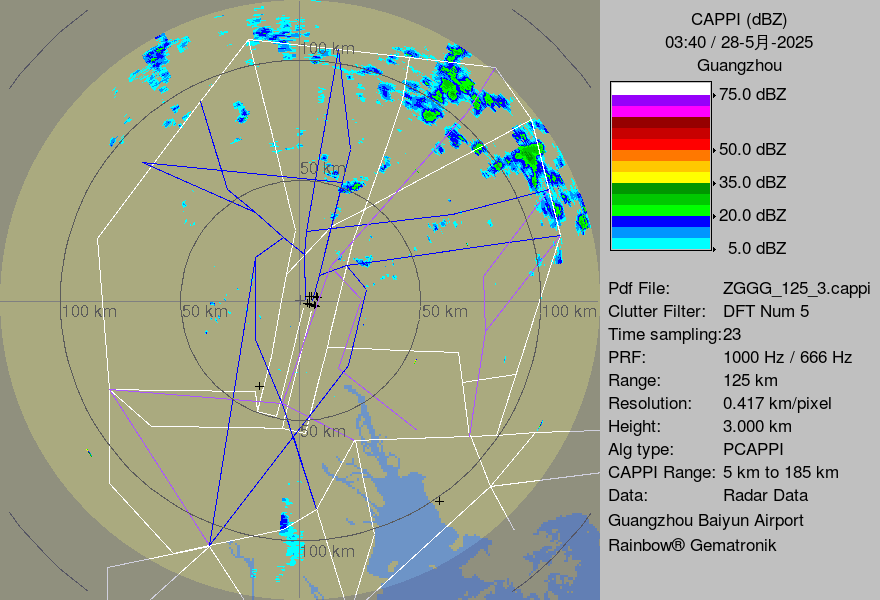 CAPPI (dBZ)
03:40 / 28-5月-2025
Guangzhou
75.0 dBZ
50.0 dBZ
35.0 dBZ
20.0 dBZ
5.0 dBZ
Pdf File: ZGGG_125_3.cappi
Clutter Filter: DFT Num 5
Time sampling:23
PRF: 1000 Hz / 666 Hz
Range: 125 km
Resolution: 0.417 km/pixel
Height: 3.000 km
Alg type: PCAPPI
CAPPI Range: 5 km to 185 km
Data: Radar Data
Guangzhou Baiyun Airport
Rainbow® Gematronik
100 km
50 km
100 km
50 km
50 km
100 km
50 km
100 km